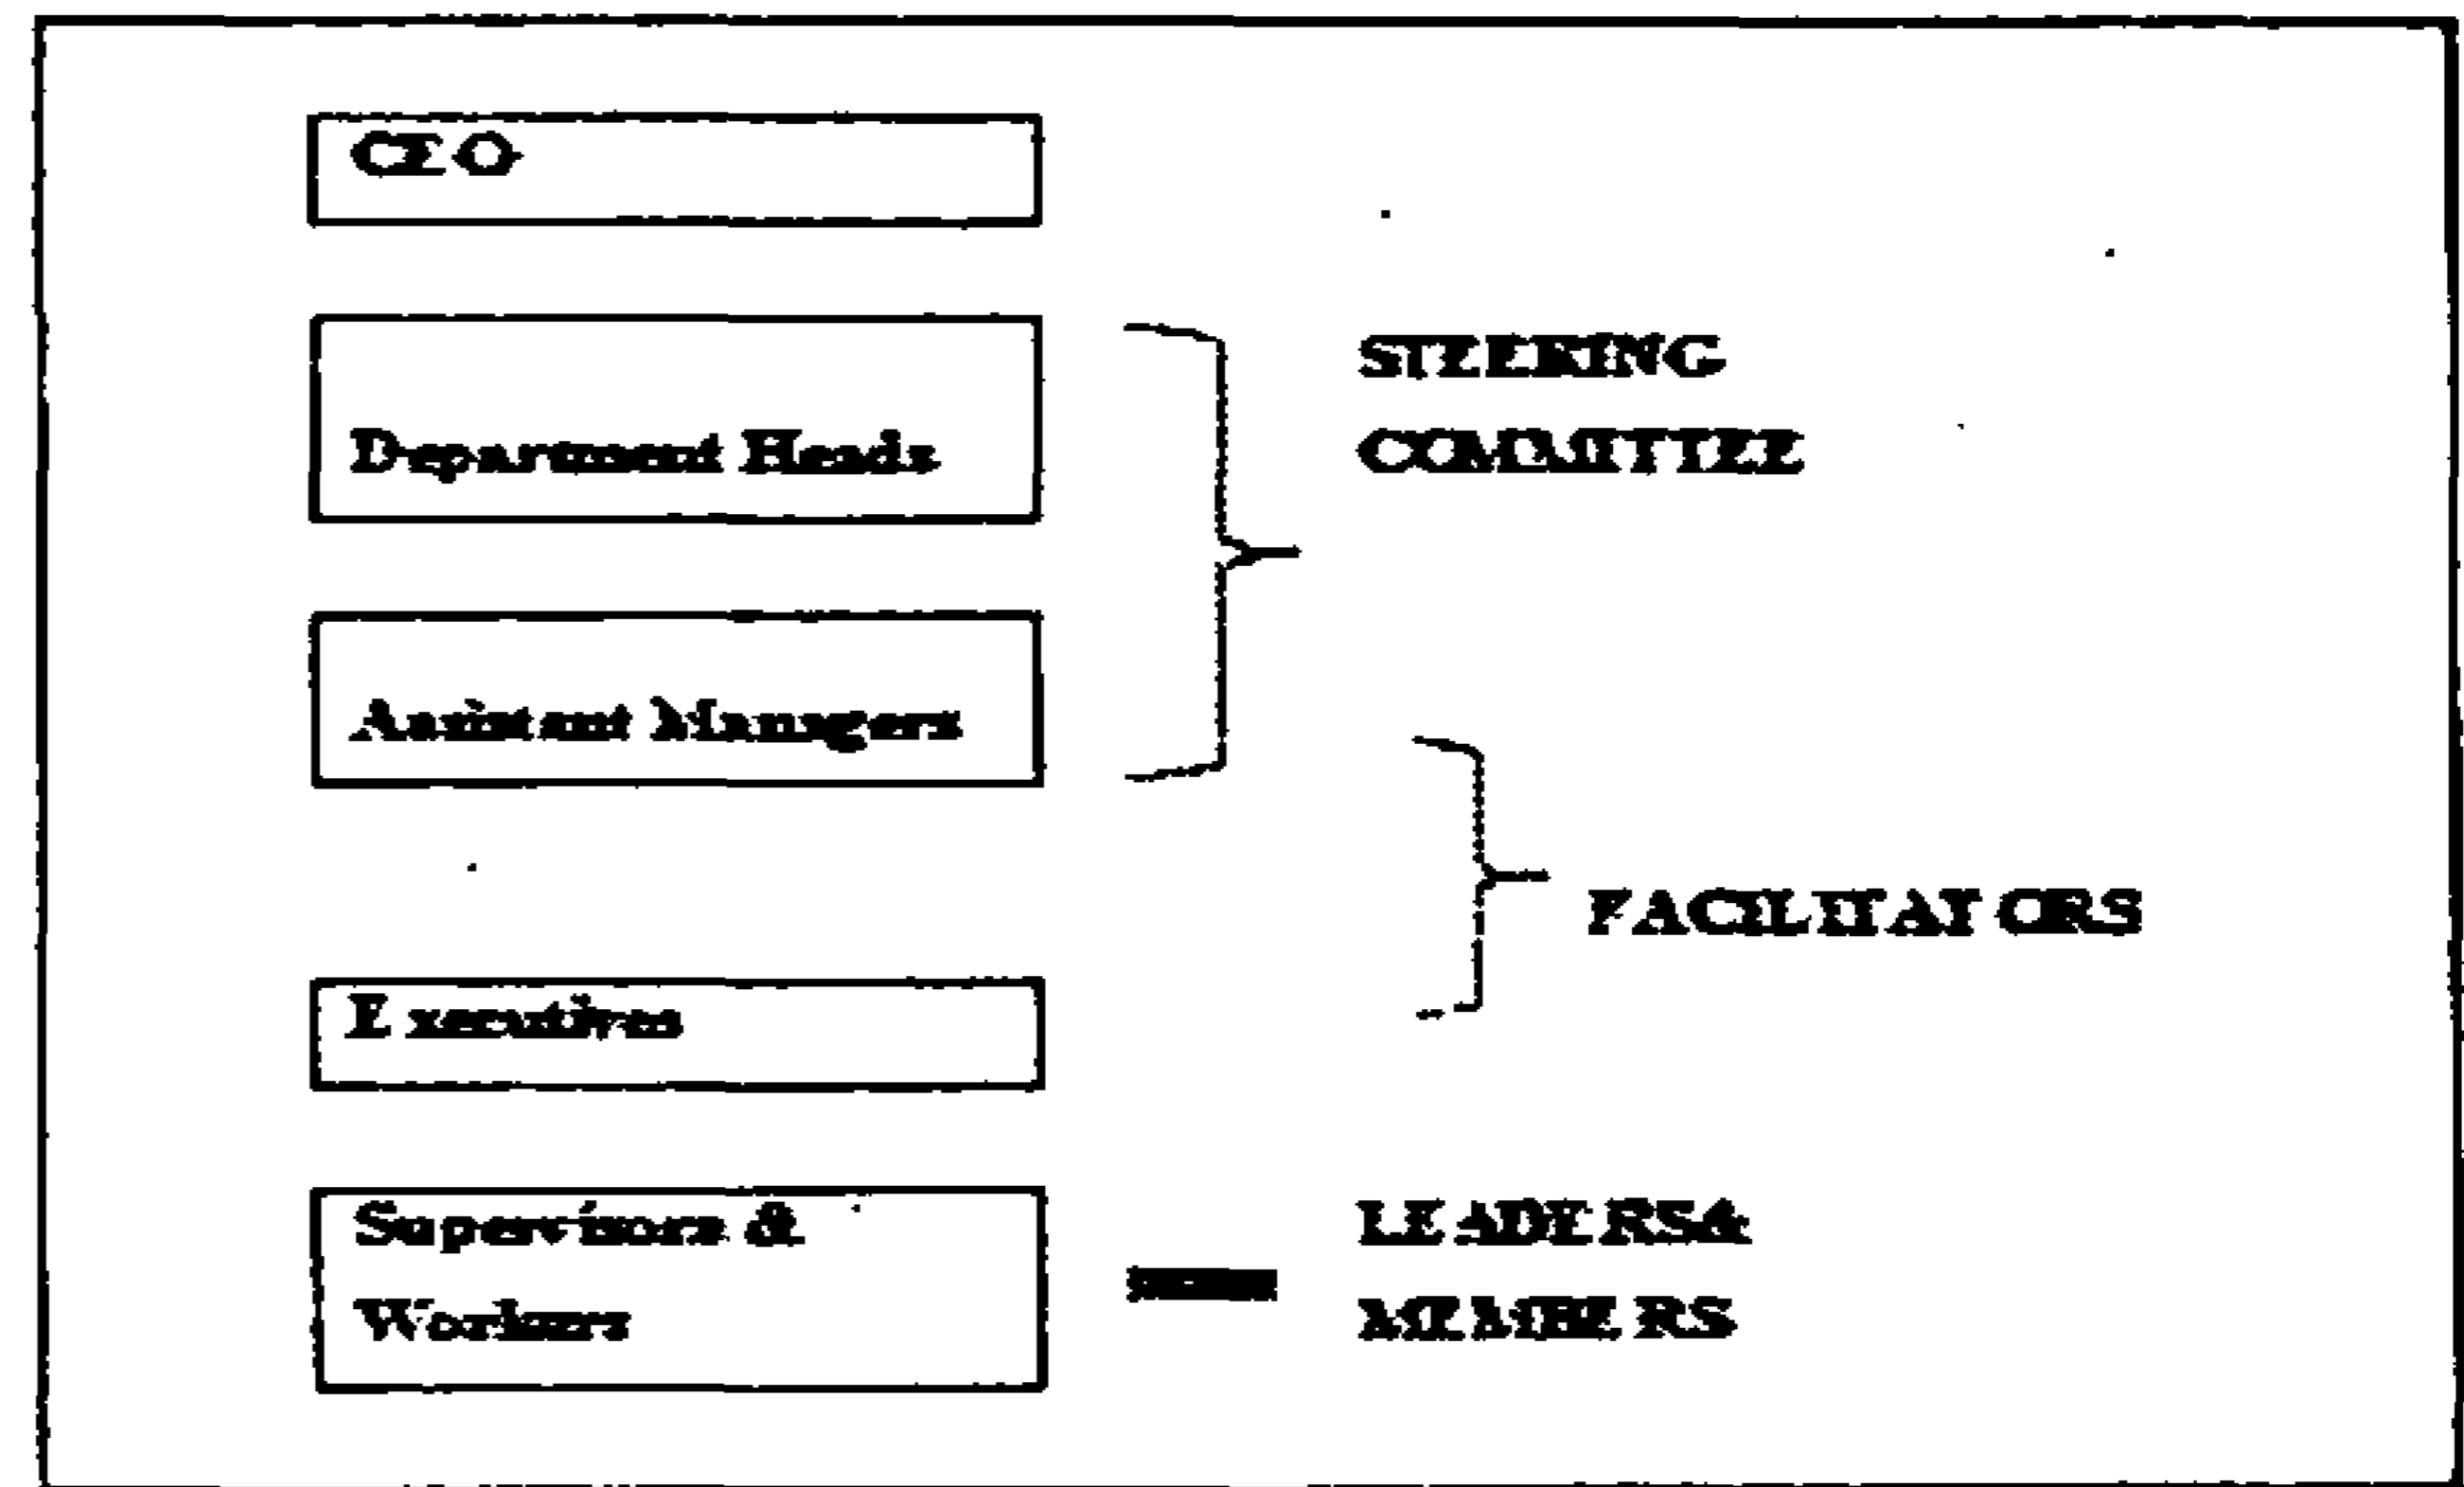 CEO
Department Heads
STEERING
COMMITTEE
Assistant Managers
FACILITATORS
Executives
Supervisors &
Workers
LEADERS&
MEMBERS